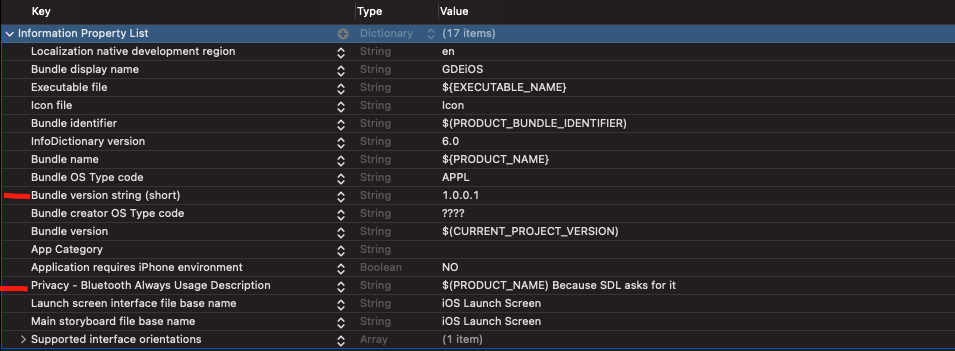 Key Type Value
Information Property List Dictionary (17 items)
Localization native development region String en
Bundle display name String GDEiOS
Executable file String ${EXECUTABLE_NAME}
Icon file String Icon
Bundle identifier String $(PRODUCT_BUNDLE_IDENTIFIER)
InfoDictionary version String 6.0
Bundle name String ${PRODUCT_NAME}
Bundle OS Type code String APPL
Bundle version string (short) String 1.0.0.1
Bundle creator OS Type code String ????
Bundle version String $(CURRENT_PROJECT_VERSION)
App Category String
Application requires iPhone environment Boolean NO
Privacy - Bluetooth Always Usage Description String $(PRODUCT_NAME) Because SDL asks for it
Launch screen interface file base name String iOS Launch Screen
Main storyboard file base name String iOS Launch Screen
Supported interface orientations Array (1 item)